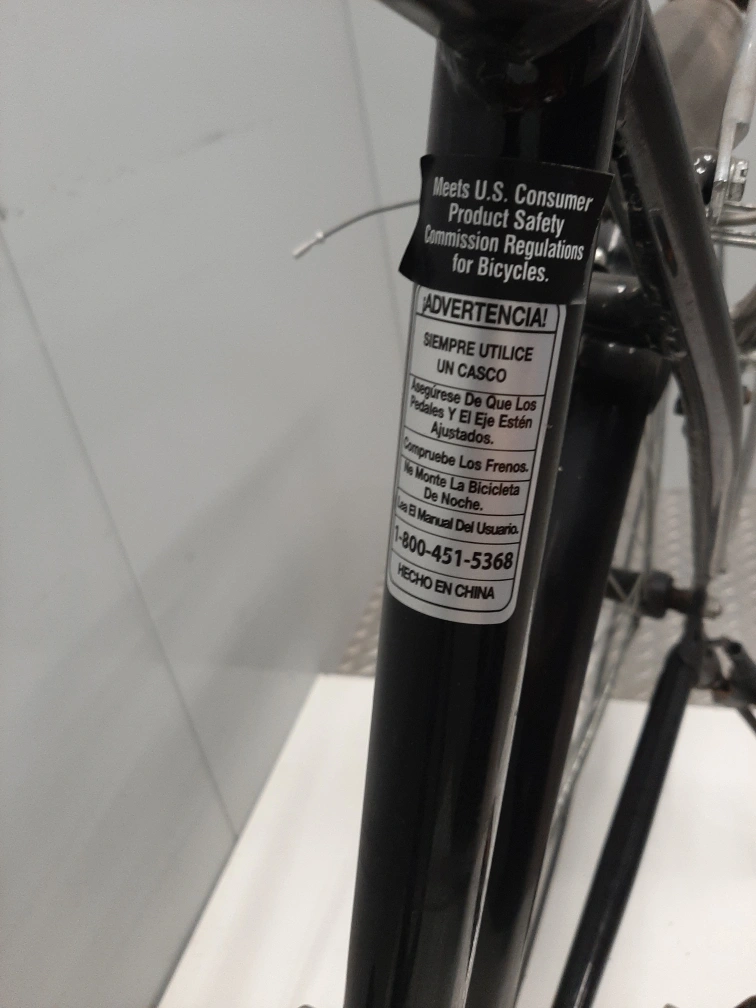 Meets U.S. Consumer
Product Safety
Commission Regulations
for Bicycles.
¡ADVERTENCIA!
SIEMPRE UTILICE
UN CASCO
Asegúrese De Que Los
Pedales Y El Eje Estén
Ajustados.
Compruebe Los Frenos.
No Monte La Bicicleta
De Noche.
Lea El Manual Del Usuario.
1-800-451-5368
HECHO EN CHINA